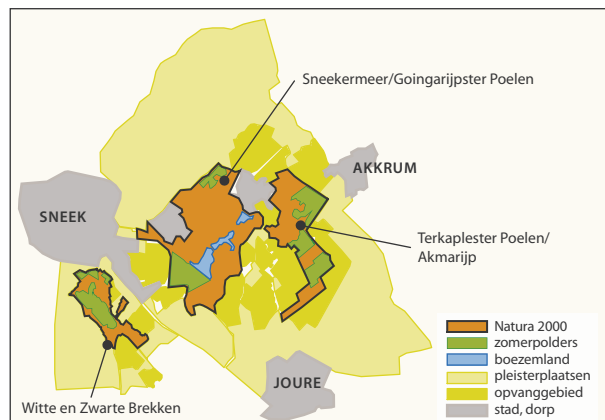 Sneekermeer/Goingarijpster Poelen
AKKRUM
SNEEK
Terkaplester Poelen/
Akmarijp
Natura 2000
zomerpolders
boezemland
pleisterplaatsen
opvanggebied
stad, dorp
JOURE
Witte en Zwarte Brekken